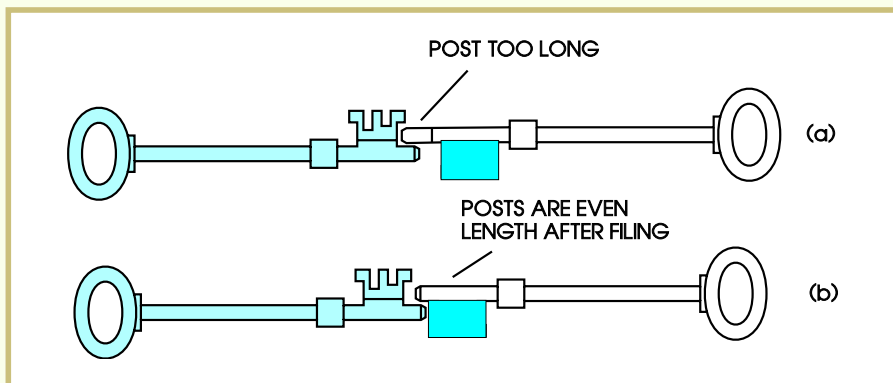 POST TOO LONG
(a)
POSTS ARE EVEN
LENGTH AFTER FILING
(b)